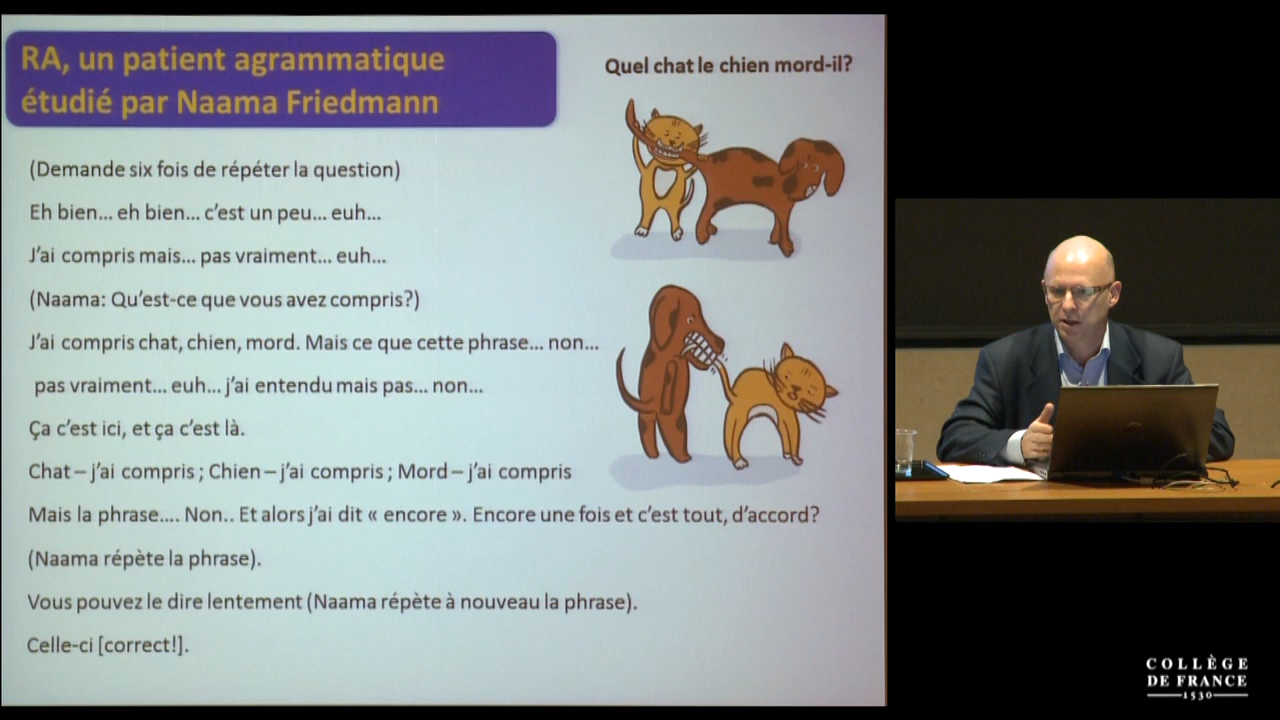 RA, un patient agrammatique
étudié par Naama Friedmann
Quel chat le chien mord-il?
(Demande six fois de répéter la question)
Eh bien... eh bien... c'est un peu... euh...
J'ai compris mais... pas vraiment... euh...
(Naama: Qu'est-ce que vous avez compris?)
J'ai compris chat, chien, mord. Mais ce que cette phrase... non...
pas vraiment... euh... j'ai entendu mais pas... non...
Ça c'est ici, et ça c'est là.
Chat – j'ai compris ; Chien – j'ai compris ; Mord – j'ai compris
Mais la phrase.... Non.. Et alors j'ai dit « encore ». Encore une fois et c'est tout, d'accord?
(Naama répète la phrase).
Vous pouvez le dire lentement (Naama répète à nouveau la phrase).
Celle-ci [correct!].
COLLÈGE
DE FRANCE
1530